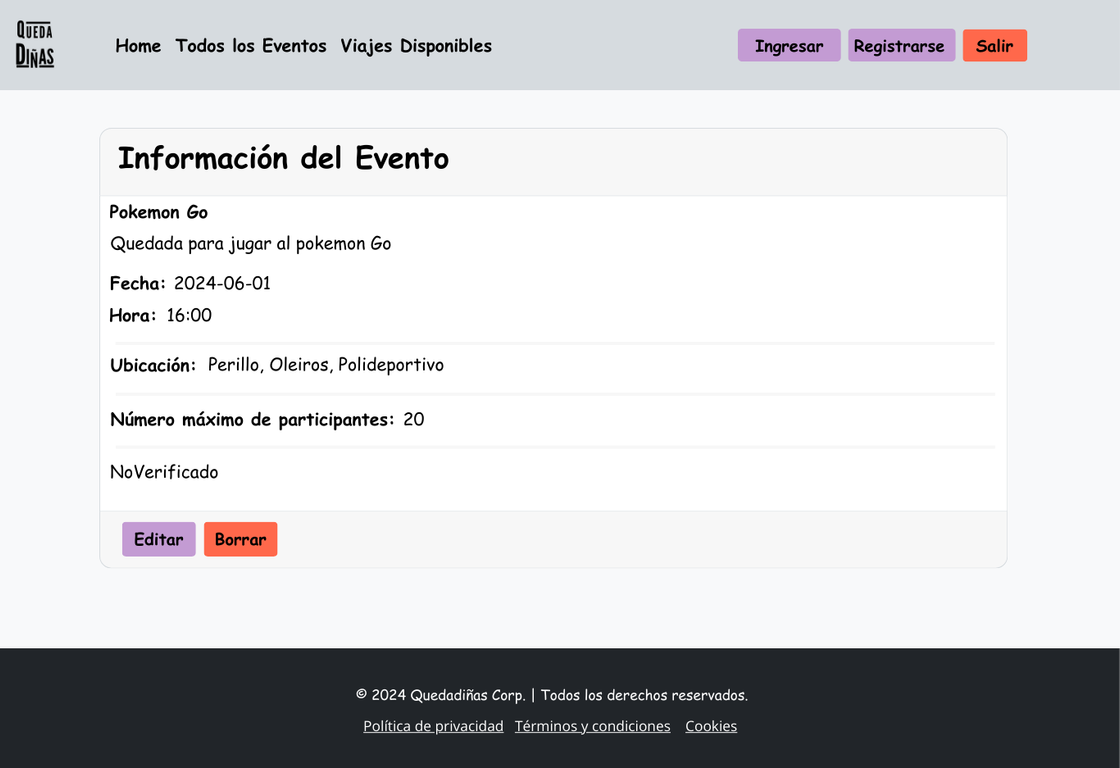 QUEDA
DIÑAS
Home Todos los Eventos Viajes Disponibles Ingresar Registrarse Salir
Información del Evento
Pokemon Go
Quedada para jugar al pokemon Go
Fecha: 2024-06-01
Hora: 16:00
Ubicación: Perillo, Oleiros, Polideportivo
Número máximo de participantes: 20
NoVerificado
Editar Borrar
© 2024 Quedadiñas Corp. | Todos los derechos reservados.
Política de privacidad Términos y condiciones Cookies